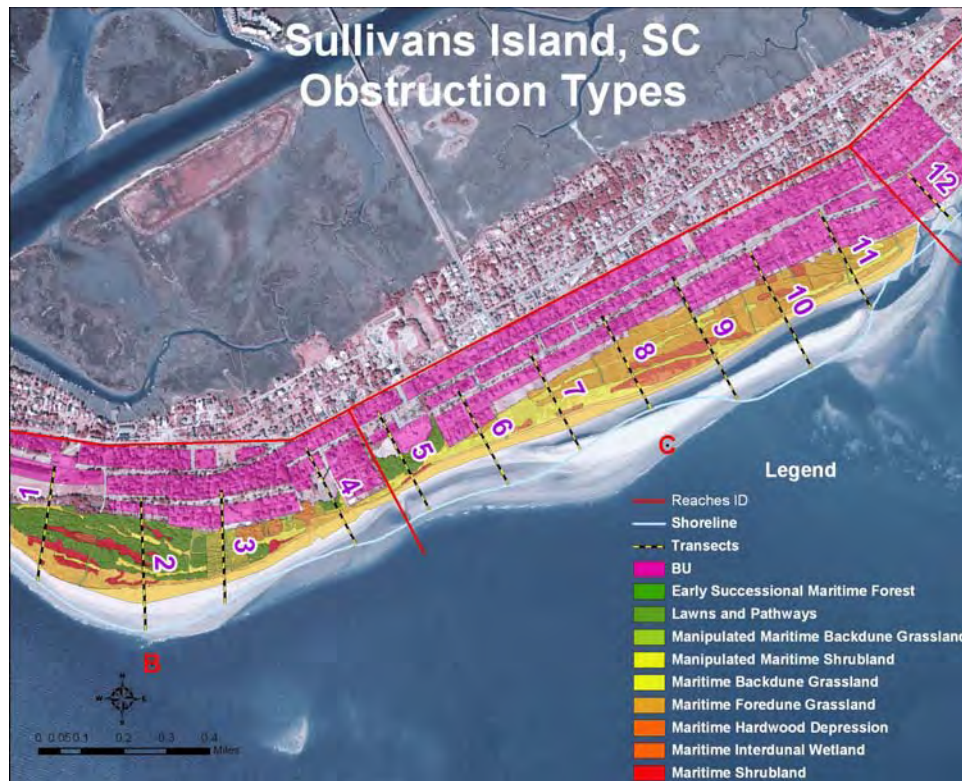 Sullivans Island, SC
Obstruction Types
12
11
10
9
8
7
6
5
4
3
2
1
C
B
Legend
Reaches ID
Shoreline
Transects
BU
Early Successional Maritime Forest
Lawns and Pathways
Manipulated Maritime Backdune Grassland
Manipulated Maritime Shrubland
Maritime Backdune Grassland
Maritime Foredune Grassland
Maritime Hardwood Depression
Maritime Interdunal Wetland
Maritime Shrubland
N
W E
S
0 0.05 0.1 0.2 0.3 0.4
Miles